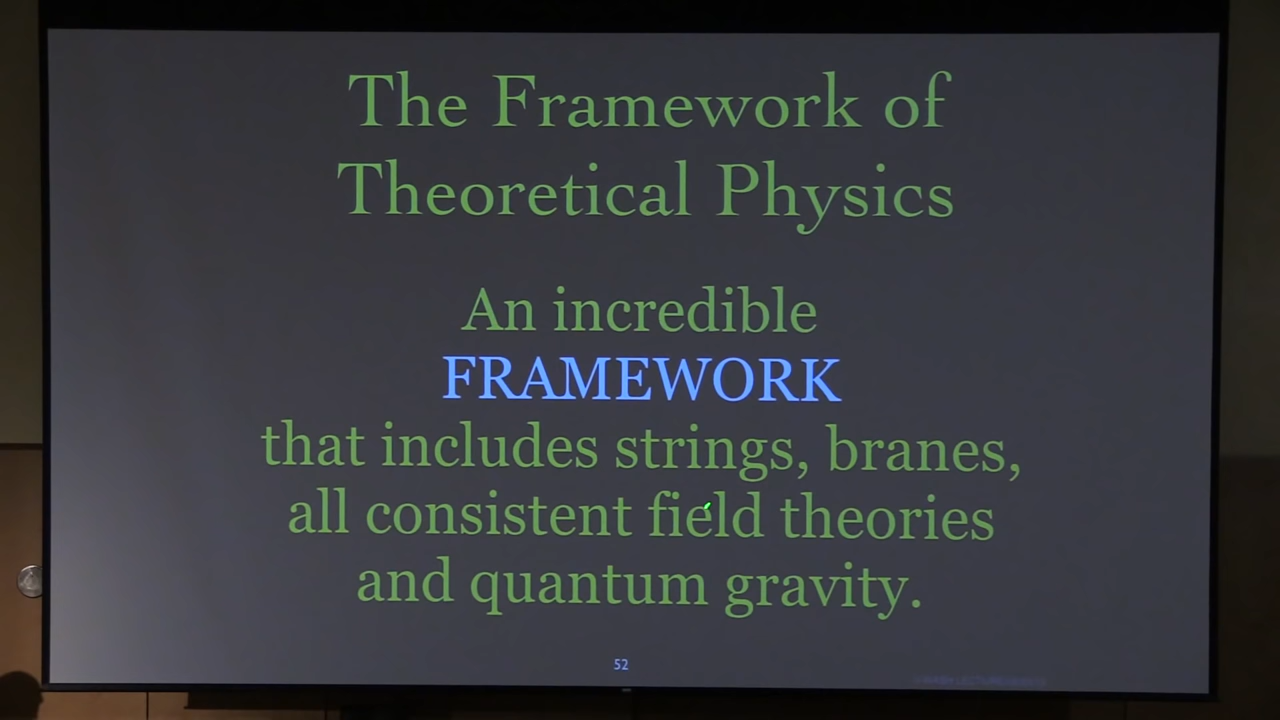 The Framework of
Theoretical Physics
An incredible
FRAMEWORK
that includes strings, branes,
all consistent field theories
and quantum gravity.
52